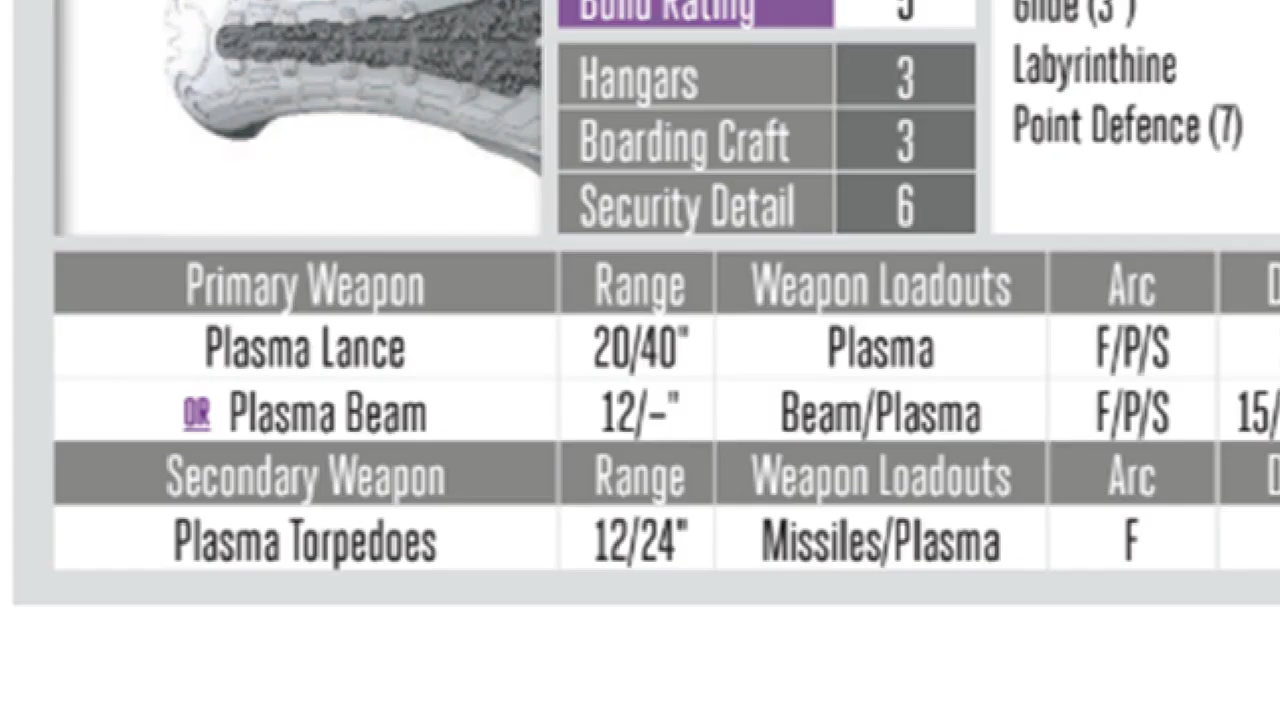 Build Rating 5
Hangars 3
Boarding Craft 3
Security Detail 6
Glide (3")
Labyrinthine
Point Defence (7)
Primary Weapon Range Weapon Loadouts Arc D
Plasma Lance 20/40" Plasma F/P/S
OR Plasma Beam 12/–" Beam/Plasma F/P/S 15/
Secondary Weapon Range Weapon Loadouts Arc D
Plasma Torpedoes 12/24" Missiles/Plasma F